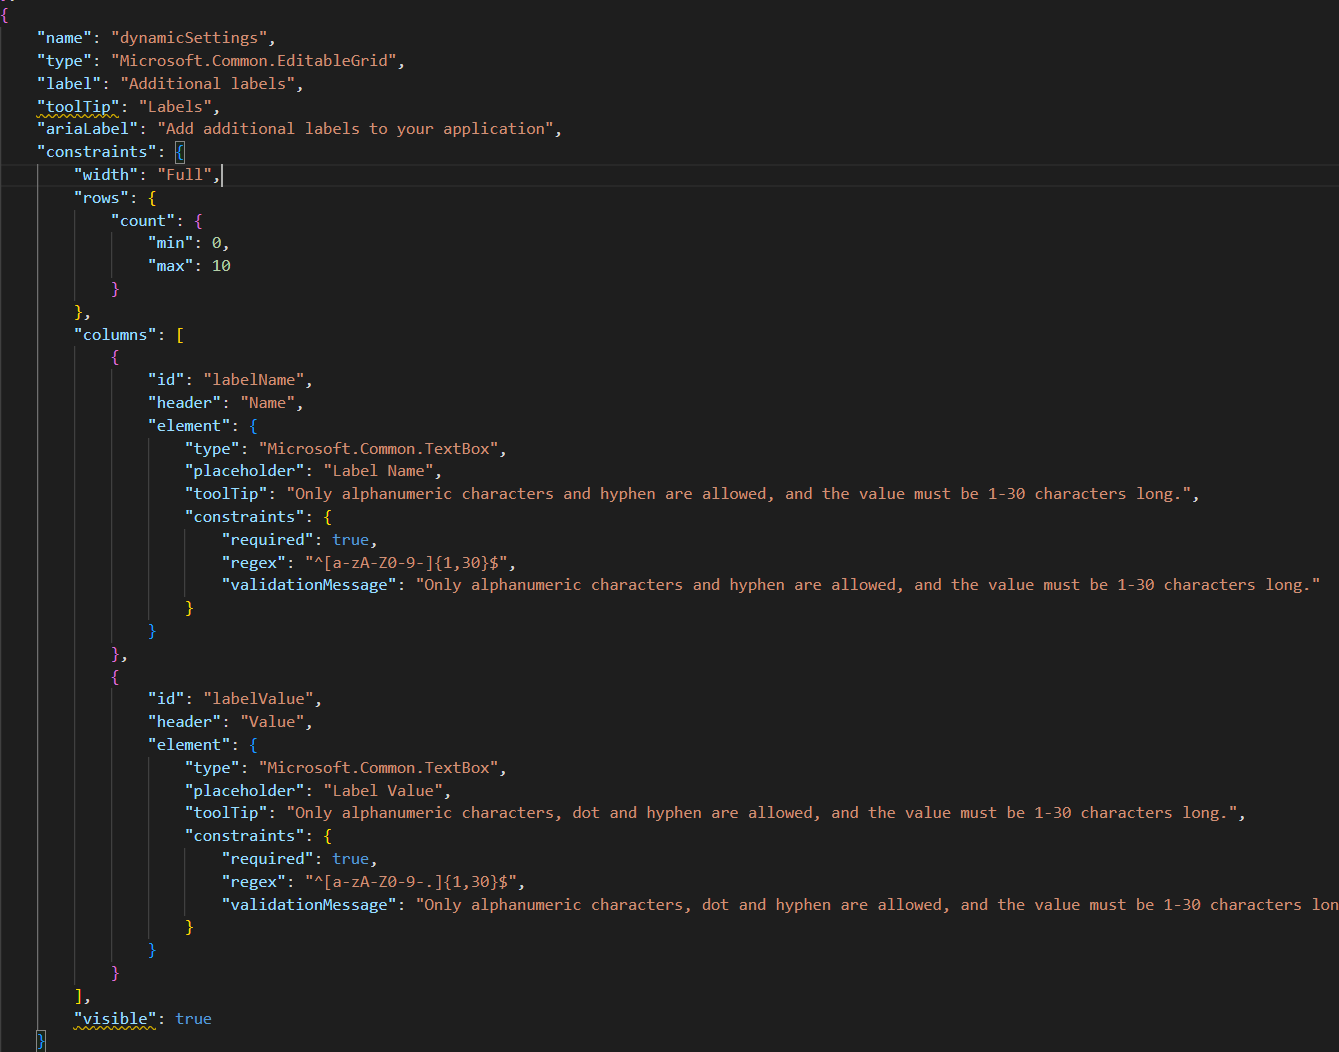 {
"name": "dynamicSettings",
"type": "Microsoft.Common.EditableGrid",
"label": "Additional labels",
"toolTip": "Labels",
"ariaLabel": "Add additional labels to your application",
"constraints": {
"width": "Full",
"rows": {
"count": {
"min": 0,
"max": 10
}
},
"columns": [
{
"id": "labelName",
"header": "Name",
"element": {
"type": "Microsoft.Common.TextBox",
"placeholder": "Label Name",
"toolTip": "Only alphanumeric characters and hyphen are allowed, and the value must be 1-30 characters long.",
"constraints": {
"required": true,
"regex": "^[a-zA-Z0-9-]{1,30}$",
"validationMessage": "Only alphanumeric characters and hyphen are allowed, and the value must be 1-30 characters long."
}
}
},
{
"id": "labelValue",
"header": "Value",
"element": {
"type": "Microsoft.Common.TextBox",
"placeholder": "Label Value",
"toolTip": "Only alphanumeric characters, dot and hyphen are allowed, and the value must be 1-30 characters long.",
"constraints": {
"required": true,
"regex": "^[a-zA-Z0-9-.]{1,30}$",
"validationMessage": "Only alphanumeric characters, dot and hyphen are allowed, and the value must be 1-30 characters lon
}
}
}
],
"visible": true
}